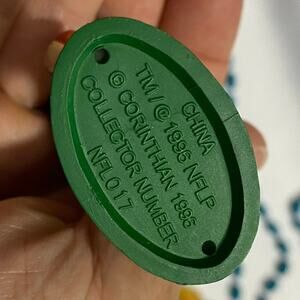 CHINA
TM / © 1996 NFLP
© CORINTHIAN 1996
COLLECTOR NUMBER
NFL017